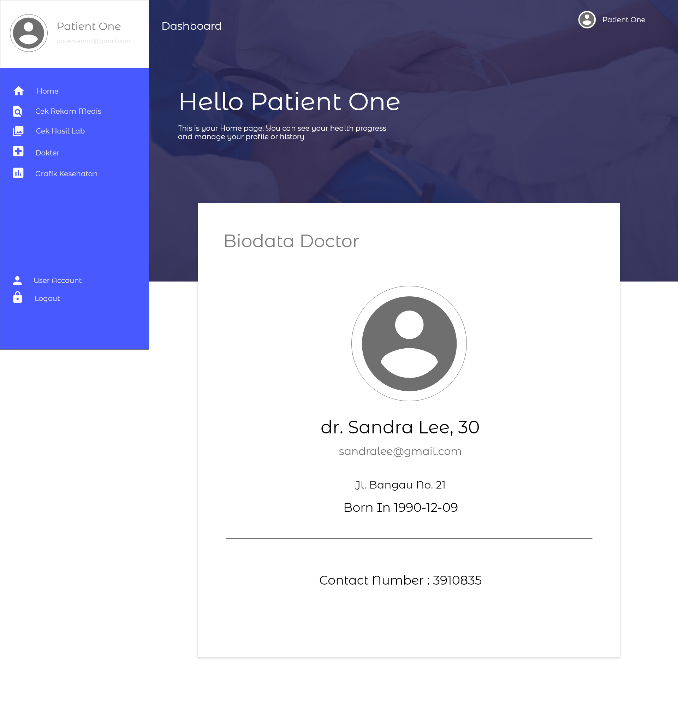 Patient One
Home
Cek Rekam Medis
Cek Hasil Lab
Dokter
Grafik Kesehatan
User Account
Logout
Dashboard
Patient One
Hello Patient One
This is your Home page. You can see your health progress
and manage your profile or history
Biodata Doctor
dr. Sandra Lee, 30
sandralee@gmail.com
Jl. Bangau No. 21
Born In 1990-12-09
Contact Number : 3910835